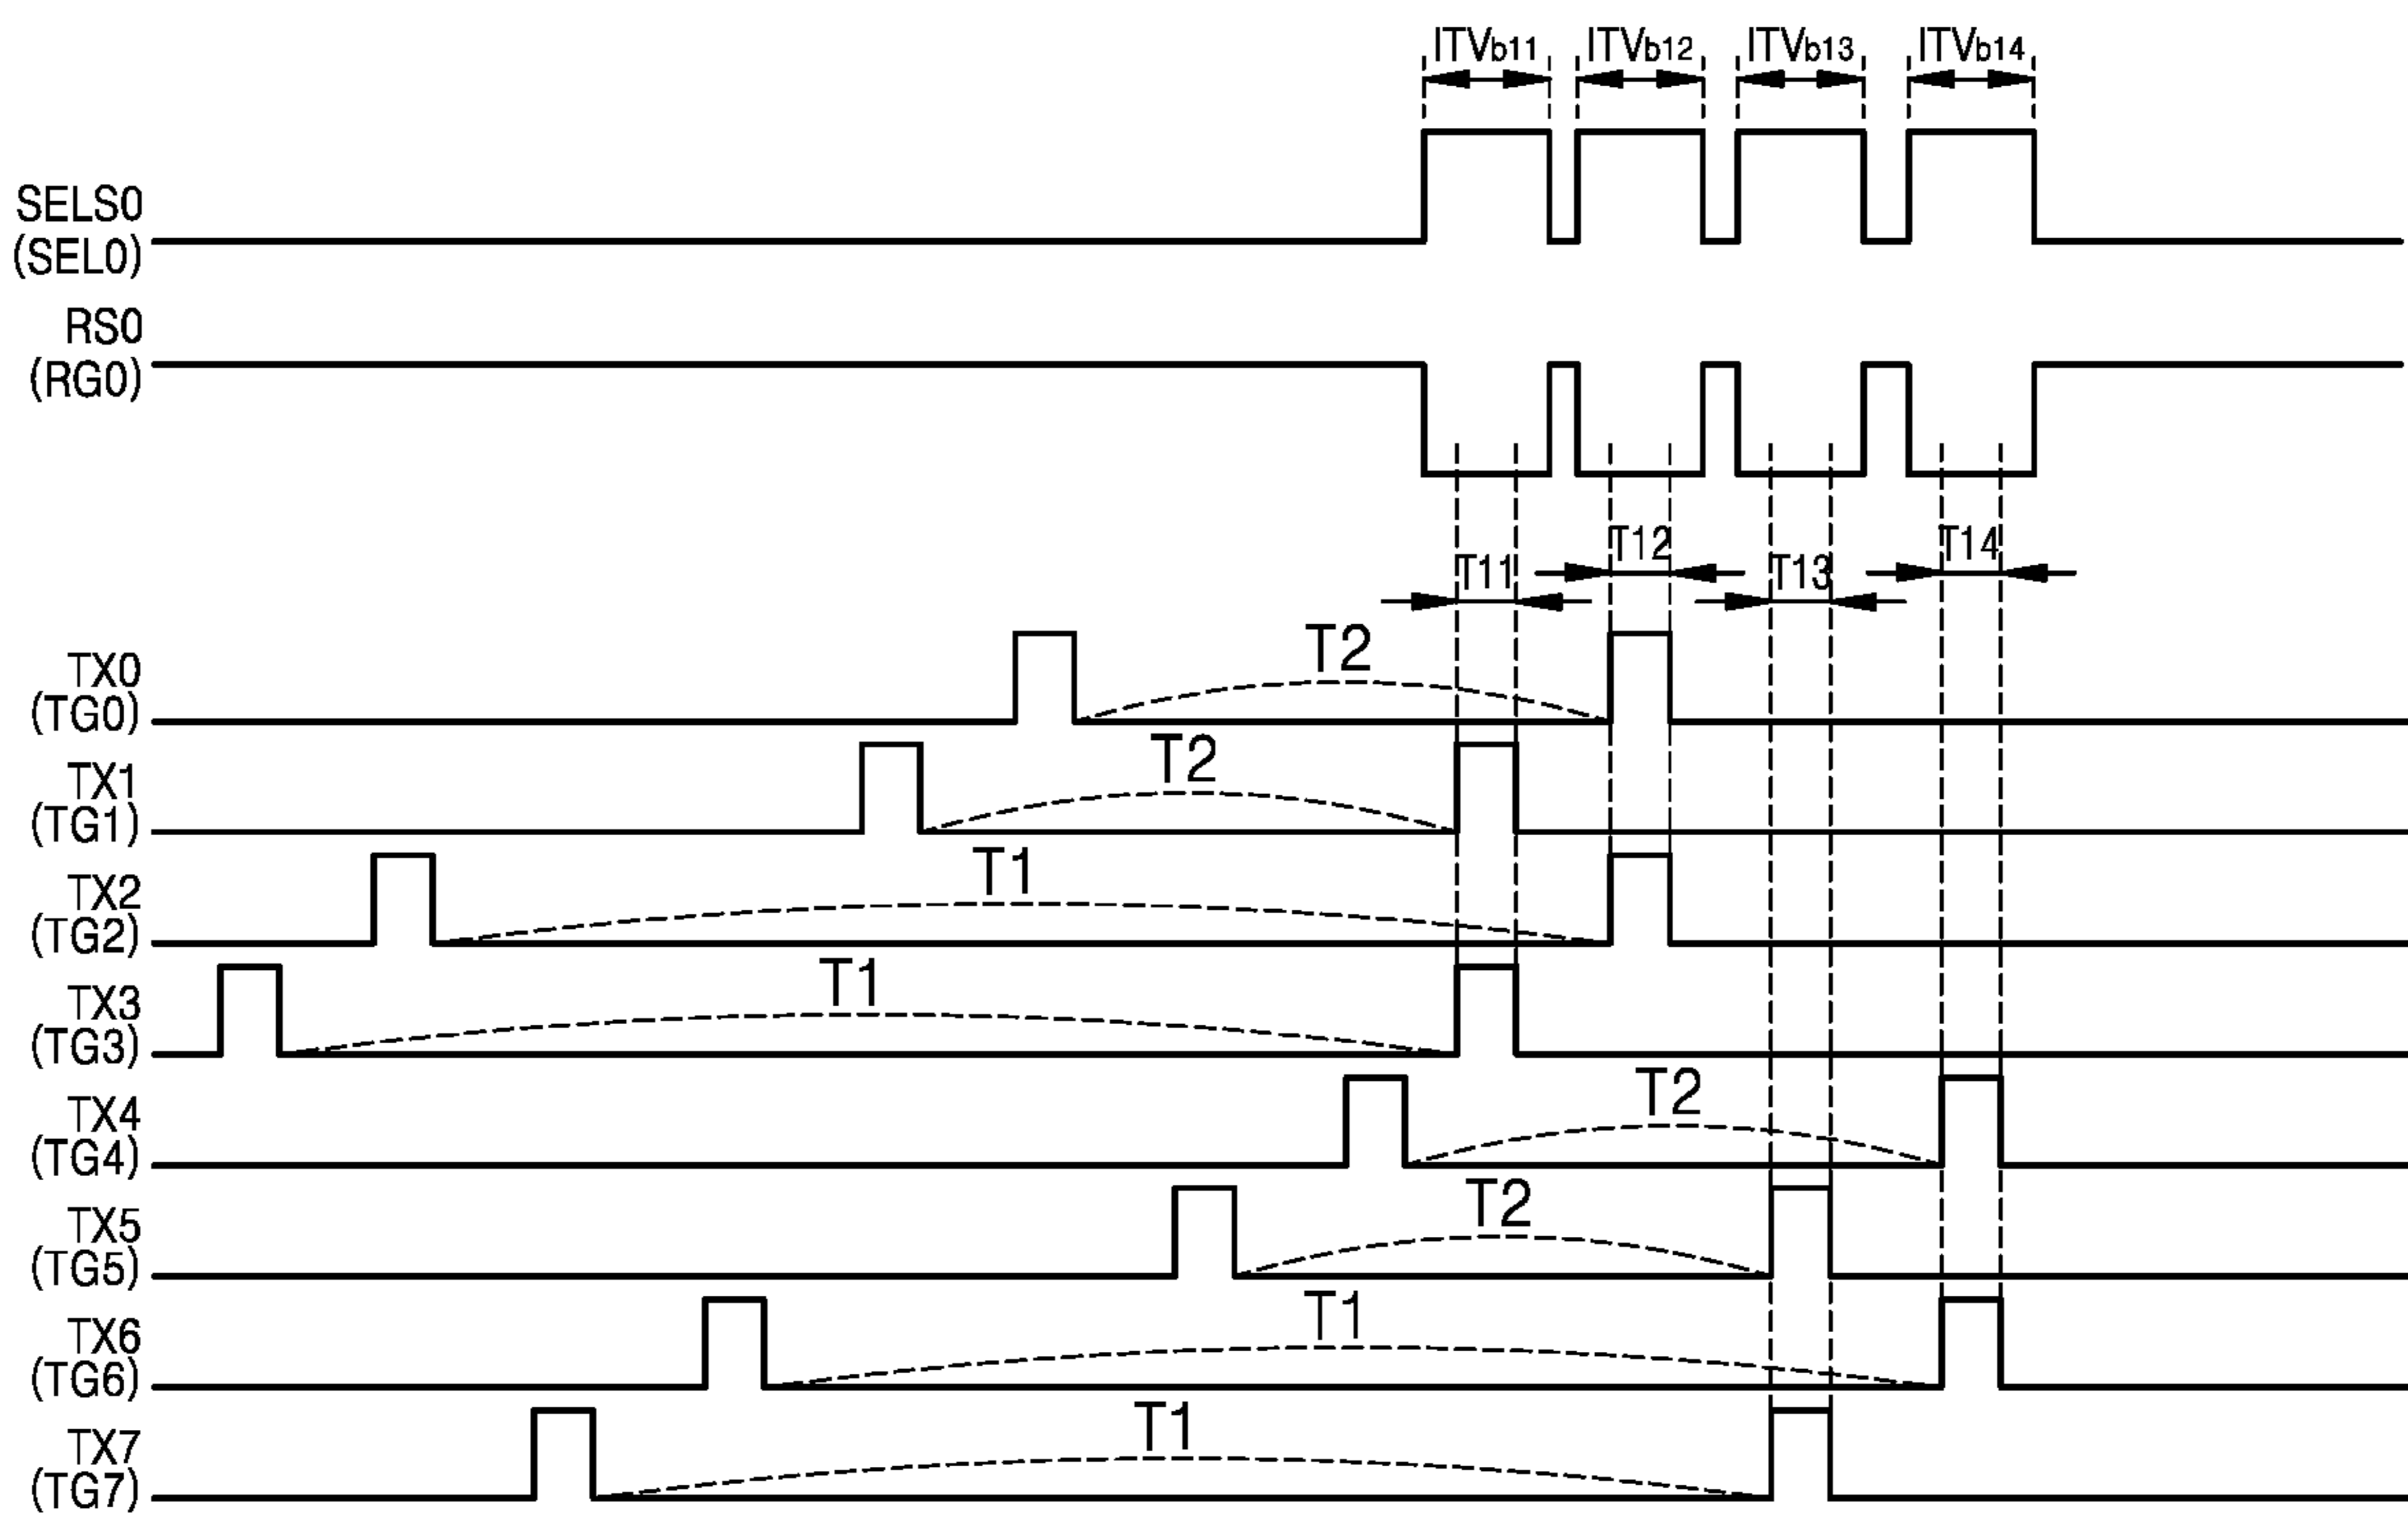 ITVb11 ITVb12 ITVb13 ITVb14
SELS0
(SEL0)
RS0
(RG0)
T12 T14
T11 T13
T2
TX0
(TG0)
T2
TX1
(TG1)
T1
TX2
(TG2)
T1
TX3
(TG3)
T2
TX4
(TG4)
T2
TX5
(TG5)
T1
TX6
(TG6)
T1
TX7
(TG7)